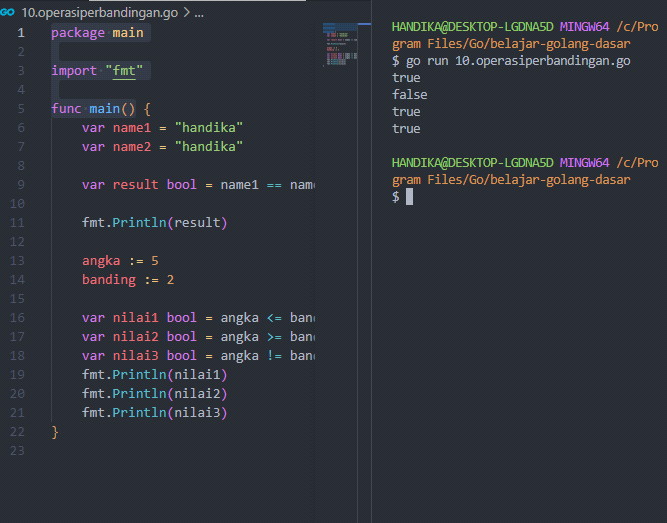 10.operasiperbandingan.go > ...
1 package main
2
3 import "fmt"
4
5 func main() {
6 var name1 = "handika"
7 var name2 = "handika"
8
9 var result bool = name1 == nam
10
11 fmt.Println(result)
12
13 angka := 5
14 banding := 2
15
16 var nilai1 bool = angka <= ban
17 var nilai2 bool = angka >= ban
18 var nilai3 bool = angka != ban
19 fmt.Println(nilai1)
20 fmt.Println(nilai2)
21 fmt.Println(nilai3)
22 }
23
HANDIKA@DESKTOP-LGDNA5D MINGW64 /c/Pro
gram Files/Go/belajar-golang-dasar
$ go run 10.operasiperbandingan.go
true
false
true
true
HANDIKA@DESKTOP-LGDNA5D MINGW64 /c/Pro
gram Files/Go/belajar-golang-dasar
$